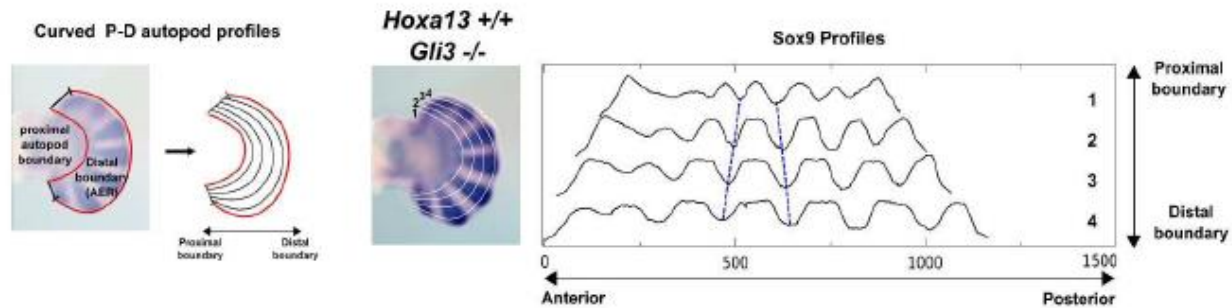 Curved P-D autopod profiles
proximal
autopod
boundary
Distal
boundary
(AER)
Proximal
boundary
Distal
boundary
Hoxa13 +/+
Gli3 -/-
1
2
3
4
Sox9 Profiles
1
2
3
4
0
500
1000
1500
Anterior
Posterior
Proximal
boundary
Distal
boundary